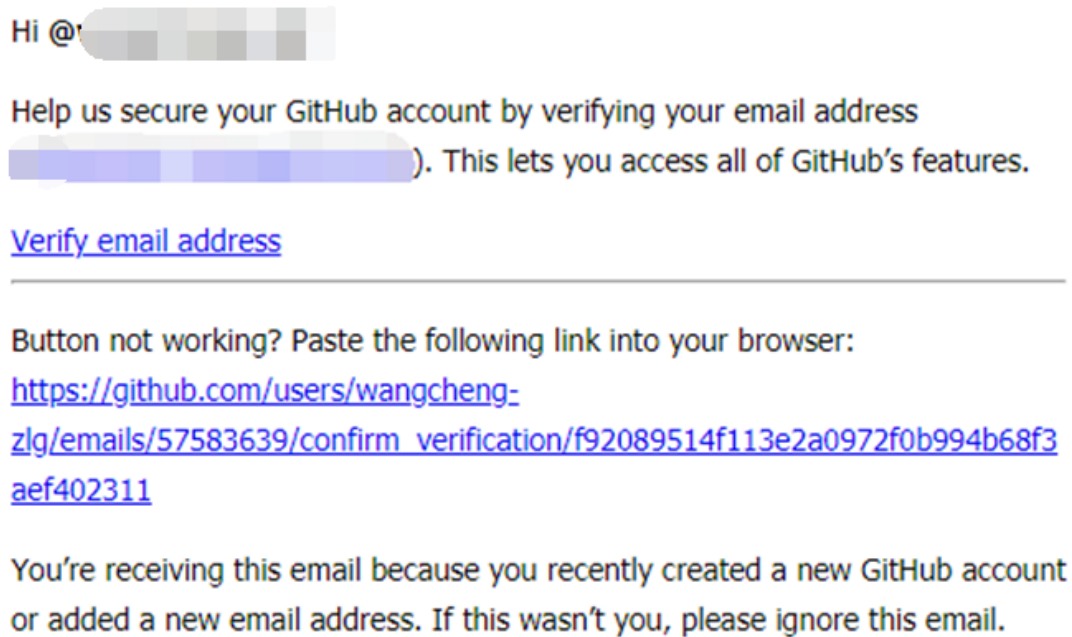 Hi @
Help us secure your GitHub account by verifying your email address
). This lets you access all of GitHub’s features.
Verify email address
Button not working? Paste the following link into your browser:
https://github.com/users/wangcheng-
zlg/emails/57583639/confirm_verification/f92089514f113e2a0972f0b994b68f3
aef402311
You’re receiving this email because you recently created a new GitHub account
or added a new email address. If this wasn’t you, please ignore this email.